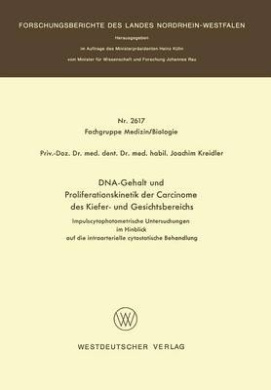 FORSCHUNGSBERICHTE DES LANDES NORDRHEIN-WESTFALEN
Herausgegeben
im Auftrage des Ministerpräsidenten Heinz Kühn
vom Minister für Wissenschaft und Forschung Johannes Rau
Nr. 2617
Fachgruppe Medizin/Biologie
Priv.-Doz. Dr. med. dent. Dr. med. habil. Joachim Kreidler
DNA-Gehalt und
Proliferationskinetik der Carcinome
des Kiefer- und Gesichtsbereichs
Impulscytophotometrische Untersuchungen
im Hinblick
auf die intraarterielle cytostatische Behandlung
WESTDEUTSCHER VERLAG